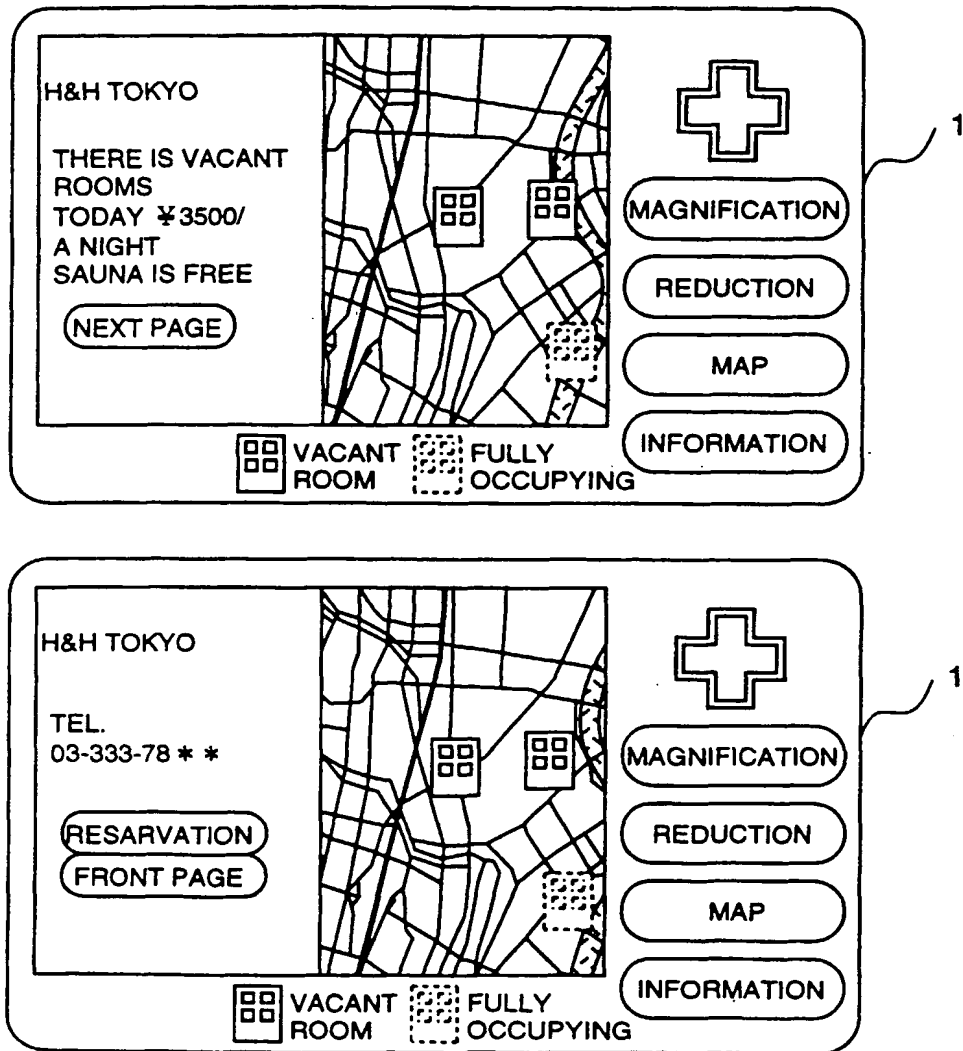 H&H TOKYO
THERE IS VACANT
ROOMS
TODAY ¥3500/
A NIGHT
SAUNA IS FREE
NEXT PAGE
MAGNIFICATION
REDUCTION
MAP
INFORMATION
VACANT
ROOM
FULLY
OCCUPYING
1
H&H TOKYO
TEL.
03-333-78 * *
RESARVATION
FRONT PAGE
MAGNIFICATION
REDUCTION
MAP
INFORMATION
VACANT
ROOM
FULLY
OCCUPYING
1